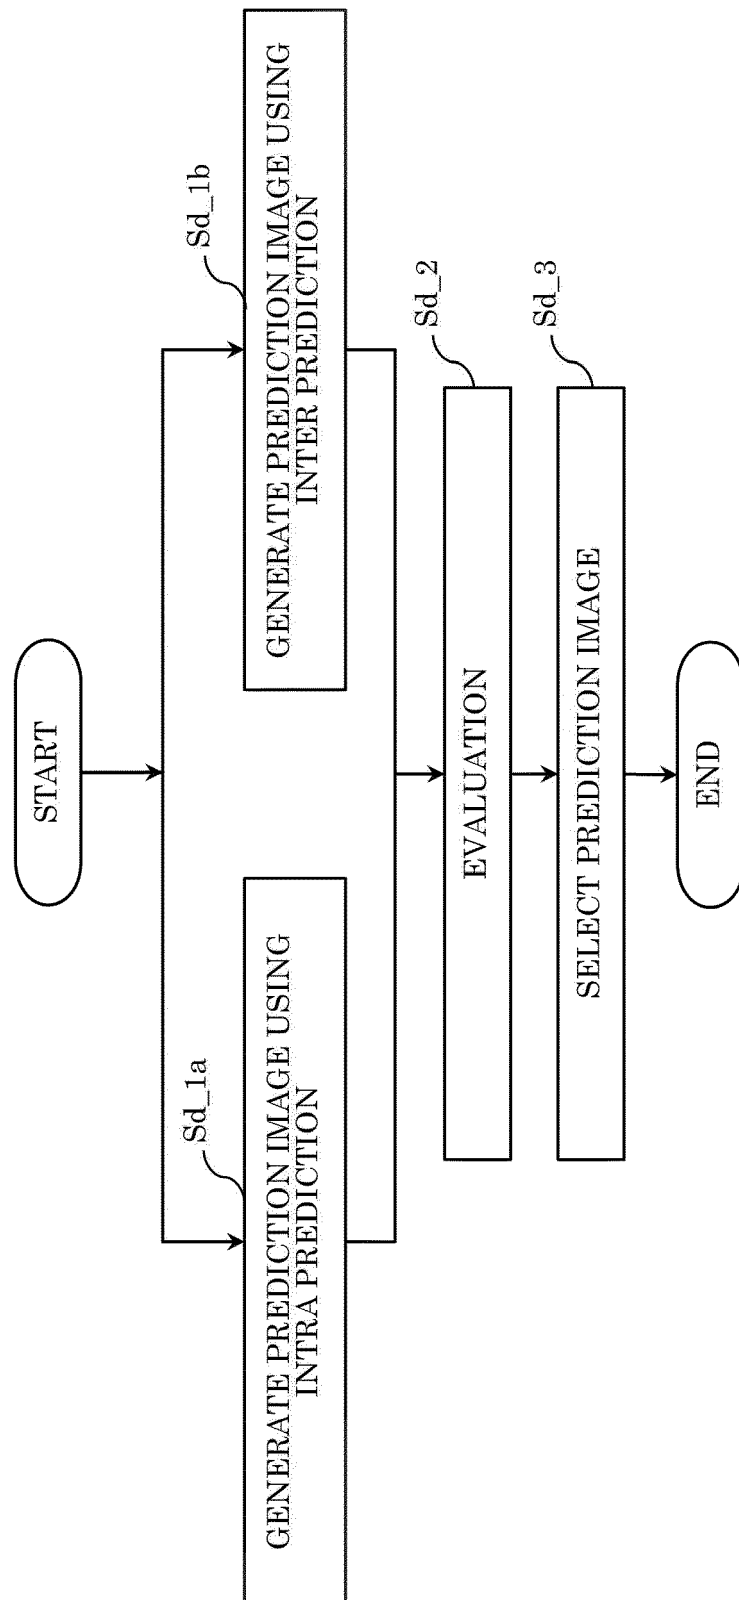 START
Sd_1a
GENERATE PREDICTION IMAGE USING
INTRA PREDICTION
Sd_1b
GENERATE PREDICTION IMAGE USING
INTER PREDICTION
Sd_2
EVALUATION
Sd_3
SELECT PREDICTION IMAGE
END